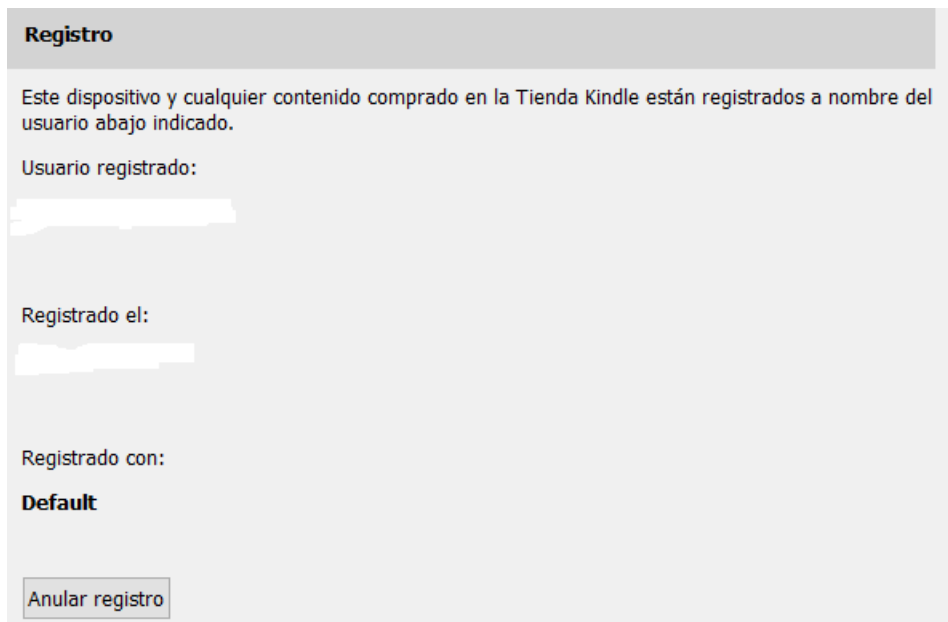 Registro
Este dispositivo y cualquier contenido comprado en la Tienda Kindle están registrados a nombre del
usuario abajo indicado.
Usuario registrado:
Registrado el:
Registrado con:
Default
Anular registro